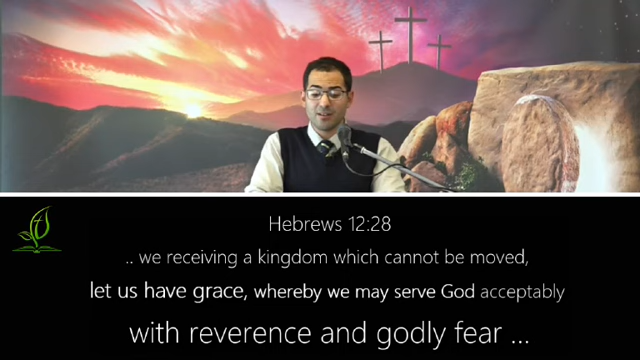 Hebrews 12:28
.. we receiving a kingdom which cannot be moved,
let us have grace, whereby we may serve God acceptably
with reverence and godly fear ...